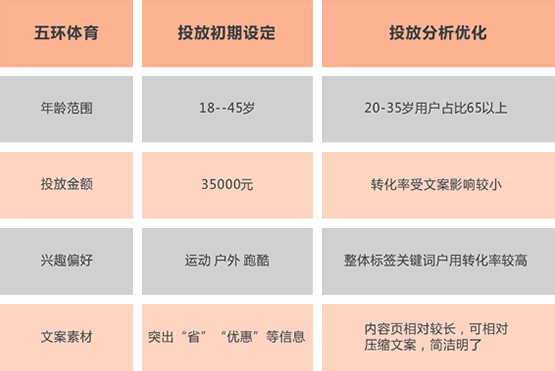 五环体育 投放初期设定 投放分析优化
年龄范围 18--45岁 20-35岁用户占比65以上
投放金额 35000元 转化率受文案影响较小
兴趣偏好 运动 户外 跑酷 整体标签关键词户用转化率较高
文案素材 突出“省”“优惠”等信息 内容页相对较长，可相对
压缩文案，简洁明了